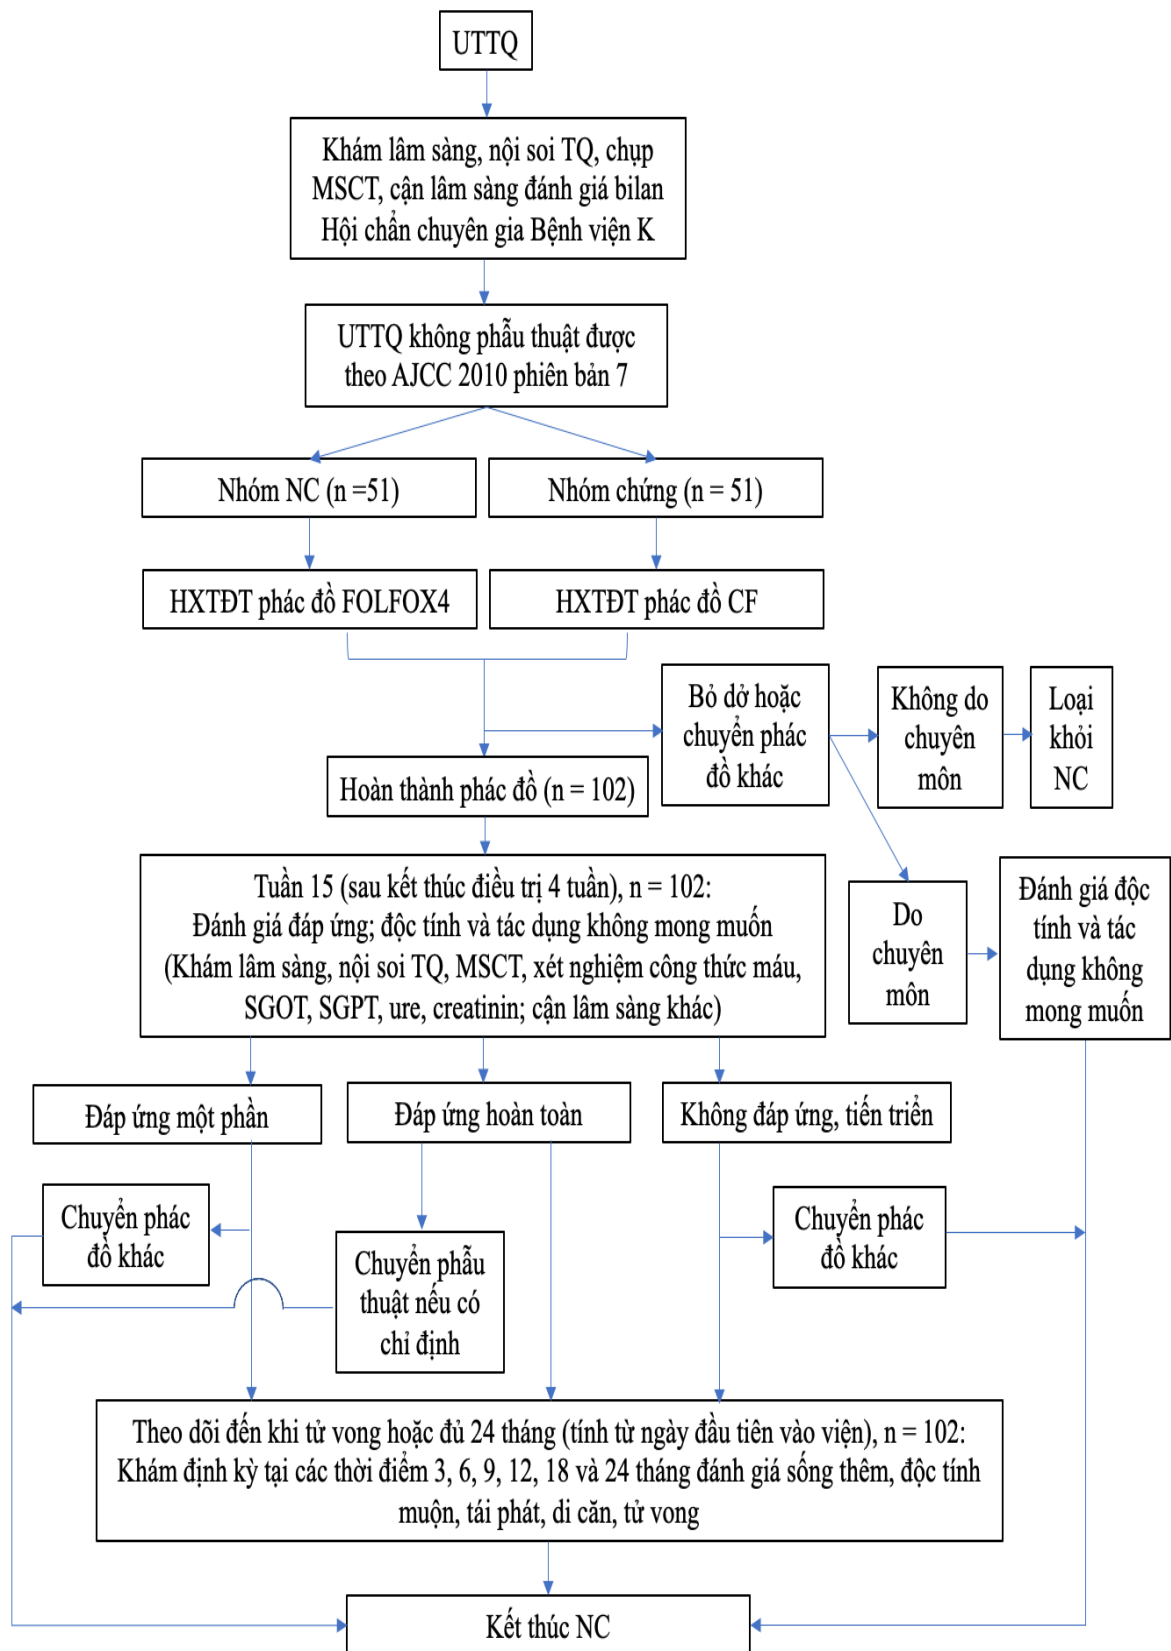 UTTQ
Khám lâm sàng, nội soi TQ, chụp
MSCT, cận lâm sàng đánh giá bilan
Hội chẩn chuyên gia Bệnh viện K
UTTQ không phẫu thuật được
theo AJCC 2010 phiên bản 7
Nhóm NC (n =51)
Nhóm chứng (n = 51)
HXTĐT phác đồ FOLFOX4
HXTĐT phác đồ CF
Bỏ dở hoặc
chuyển phác
đồ khác
Không do
chuyên
môn
Loại
khỏi
NC
Hoàn thành phác đồ (n = 102)
Tuần 15 (sau kết thúc điều trị 4 tuần), n = 102:
Đánh giá đáp ứng; độc tính và tác dụng không mong muốn
(Khám lâm sàng, nội soi TQ, MSCT, xét nghiệm công thức máu,
SGOT, SGPT, ure, creatinin; cận lâm sàng khác)
Do
chuyên
môn
Đánh giá độc
tính và tác
dụng không
mong muốn
Đáp ứng một phần
Đáp ứng hoàn toàn
Không đáp ứng, tiến triển
Chuyển phác
đồ khác
Chuyển phẫu
thuật nếu có
chỉ định
Chuyển phác
đồ khác
Theo dõi đến khi tử vong hoặc đủ 24 tháng (tính từ ngày đầu tiên vào viện), n = 102:
Khám định kỳ tại các thời điểm 3, 6, 9, 12, 18 và 24 tháng đánh giá sống thêm, độc tính
muộn, tái phát, di căn, tử vong
Kết thúc NC